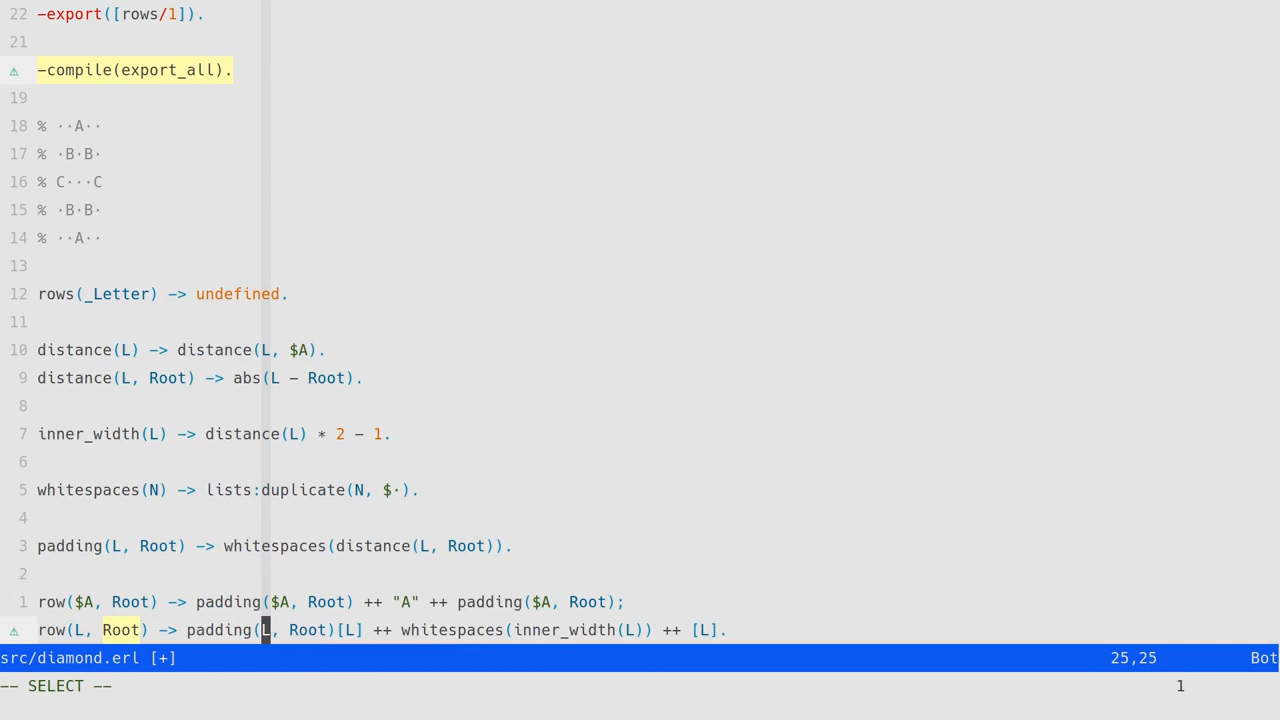 22 -export([rows/1]).
21
⚠ -compile(export_all).
19
18 % ··A··
17 % ·B·B·
16 % C···C
15 % ·B·B·
14 % ··A··
13
12 rows(_Letter) -> undefined.
11
10 distance(L) -> distance(L, $A).
9 distance(L, Root) -> abs(L - Root).
8
7 inner_width(L) -> distance(L) * 2 - 1.
6
5 whitespaces(N) -> lists:duplicate(N, $·).
4
3 padding(L, Root) -> whitespaces(distance(L, Root)).
2
1 row($A, Root) -> padding($A, Root) ++ "A" ++ padding($A, Root);
⚠ row(L, Root) -> padding(L, Root)[L] ++ whitespaces(inner_width(L)) ++ [L].
src/diamond.erl [+] 25,25 Bot
-- SELECT -- 1